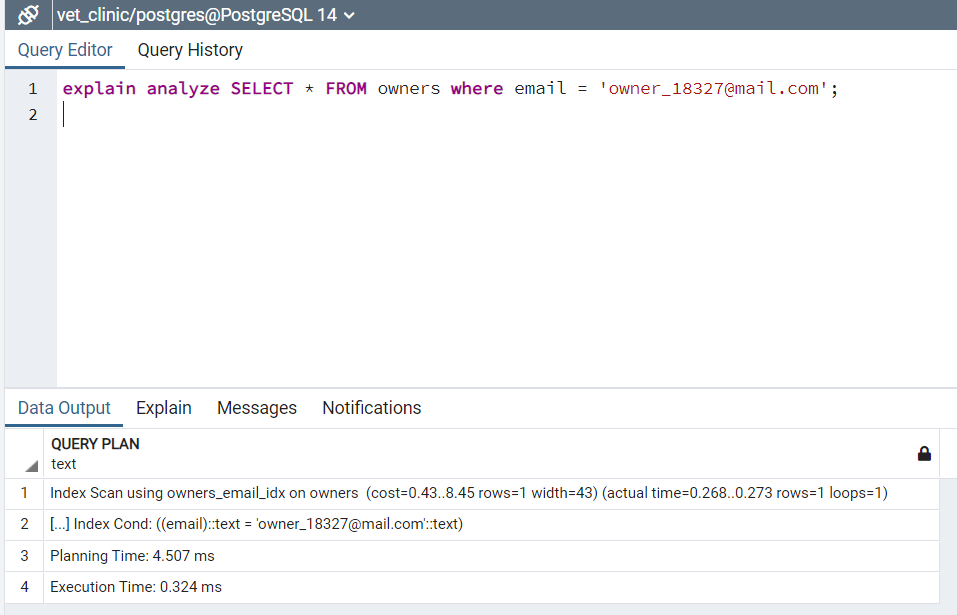 vet_clinic/postgres@PostgreSQL 14
Query Editor Query History
1 explain analyze SELECT * FROM owners where email = 'owner_18327@mail.com';
2
Data Output Explain Messages Notifications
QUERY PLAN
text
1 Index Scan using owners_email_idx on owners (cost=0.43..8.45 rows=1 width=43) (actual time=0.268..0.273 rows=1 loops=1)
2 [...] Index Cond: ((email)::text = 'owner_18327@mail.com'::text)
3 Planning Time: 4.507 ms
4 Execution Time: 0.324 ms